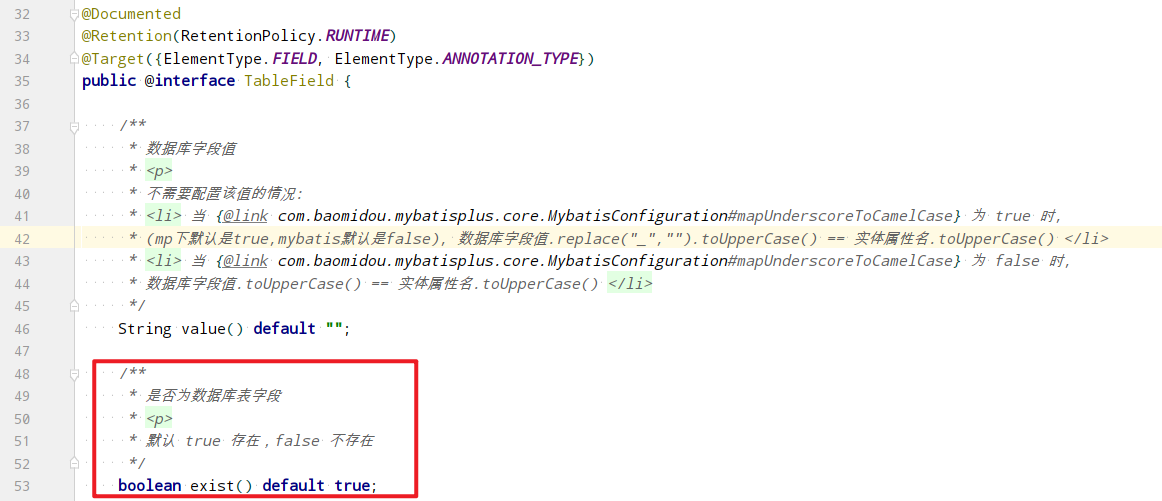 32 @Documented
33 @Retention(RetentionPolicy.RUNTIME)
34 @Target({ElementType.FIELD, ElementType.ANNOTATION_TYPE})
35 public @interface TableField {
36
37 /**
38 * 数据库字段值
39 * <p>
40 * 不需要配置该值的情况:
41 * <li> 当 {@link com.baomidou.mybatisplus.core.MybatisConfiguration#mapUnderscoreToCamelCase} 为 true 时,
42 * (mp下默认是true,mybatis默认是false), 数据库字段值.replace("_","").toUpperCase() == 实体属性名.toUpperCase() </li>
43 * <li> 当 {@link com.baomidou.mybatisplus.core.MybatisConfiguration#mapUnderscoreToCamelCase} 为 false 时,
44 * 数据库字段值.toUpperCase() == 实体属性名.toUpperCase() </li>
45 */
46 String value() default "";
47
48 /**
49 * 是否为数据库表字段
50 * <p>
51 * 默认 true 存在，false 不存在
52 */
53 boolean exist() default true;